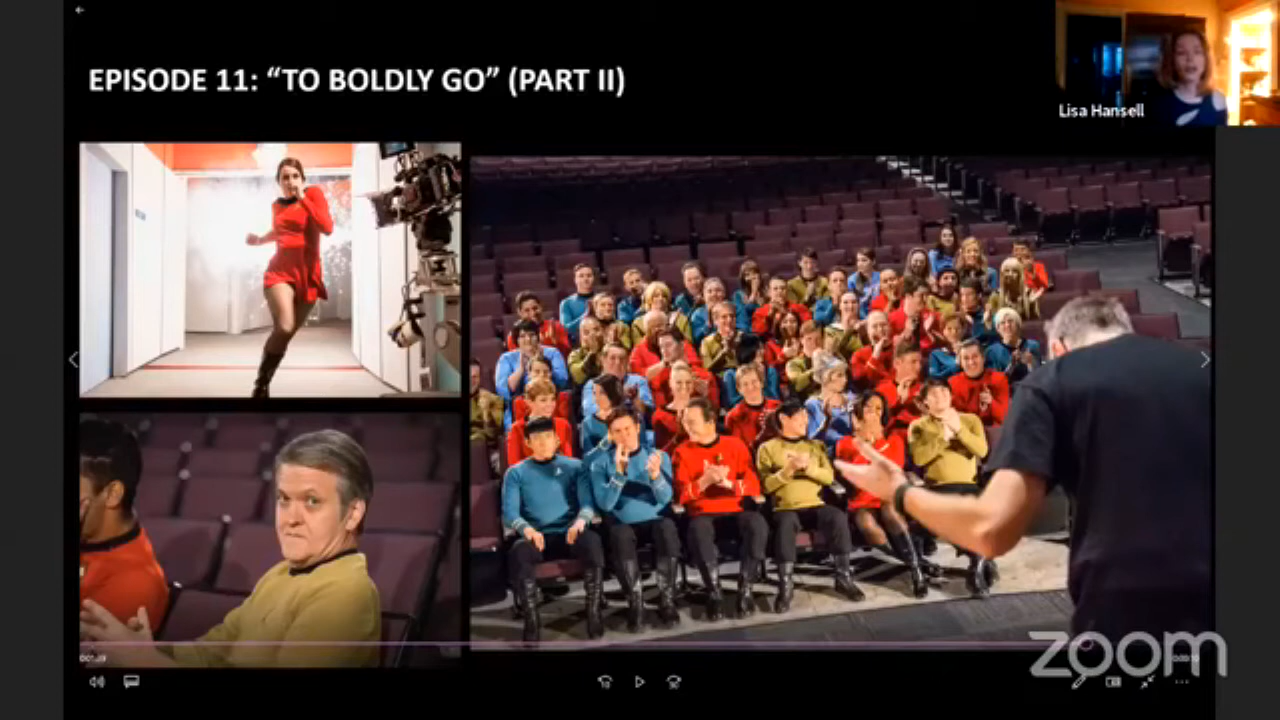 EPISODE 11: “TO BOLDLY GO” (PART II)
Lisa Hansell
zoom